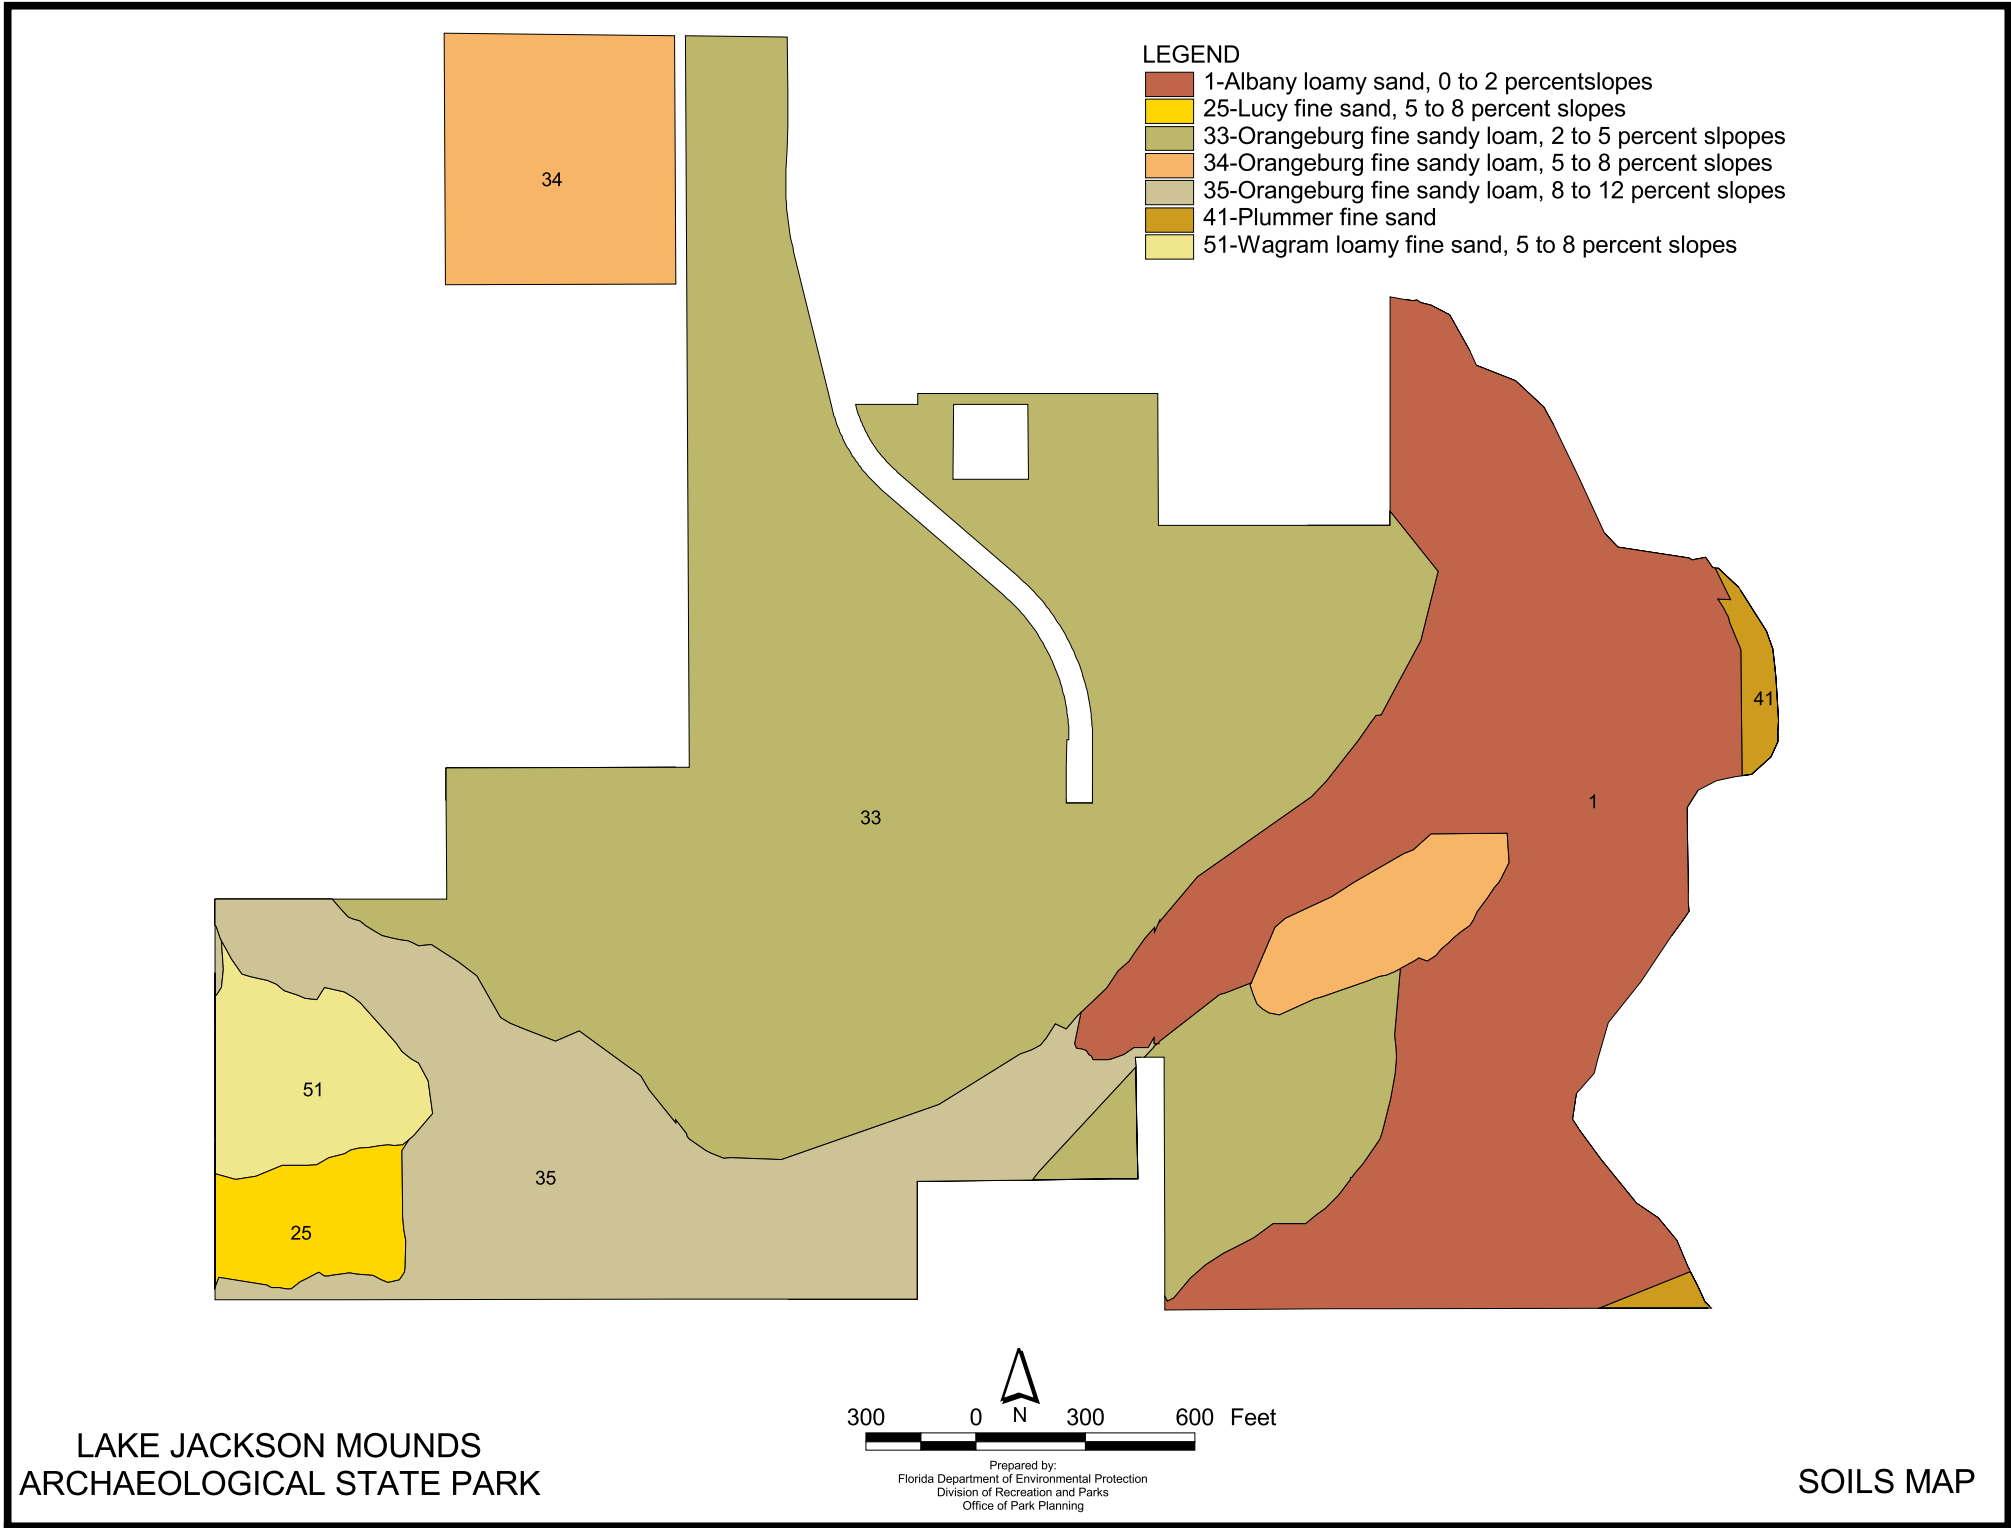 LEGEND
1-Albany loamy sand, 0 to 2 percentslopes
25-Lucy fine sand, 5 to 8 percent slopes
33-Orangeburg fine sandy loam, 2 to 5 percent slpopes
34-Orangeburg fine sandy loam, 5 to 8 percent slopes
35-Orangeburg fine sandy loam, 8 to 12 percent slopes
41-Plummer fine sand
51-Wagram loamy fine sand, 5 to 8 percent slopes
34
41
1
33
51
35
25
300 0 N 300 600 Feet
Prepared by:
Florida Department of Environmental Protection
Division of Recreation and Parks
Office of Park Planning
LAKE JACKSON MOUNDS
ARCHAEOLOGICAL STATE PARK
SOILS MAP